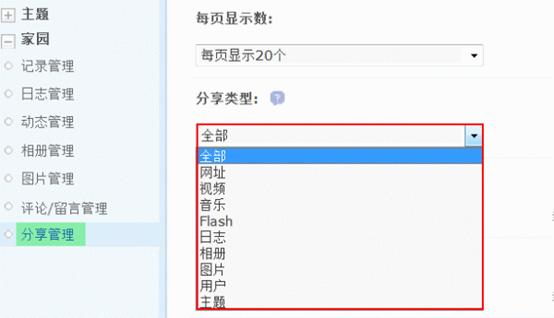 主题
家园
记录管理
日志管理
动态管理
相册管理
图片管理
评论/留言管理
分享管理
每页显示数：
每页显示20个
分享类型：
?
全部
全部
网址
视频
音乐
Flash
日志
相册
图片
用户
主题